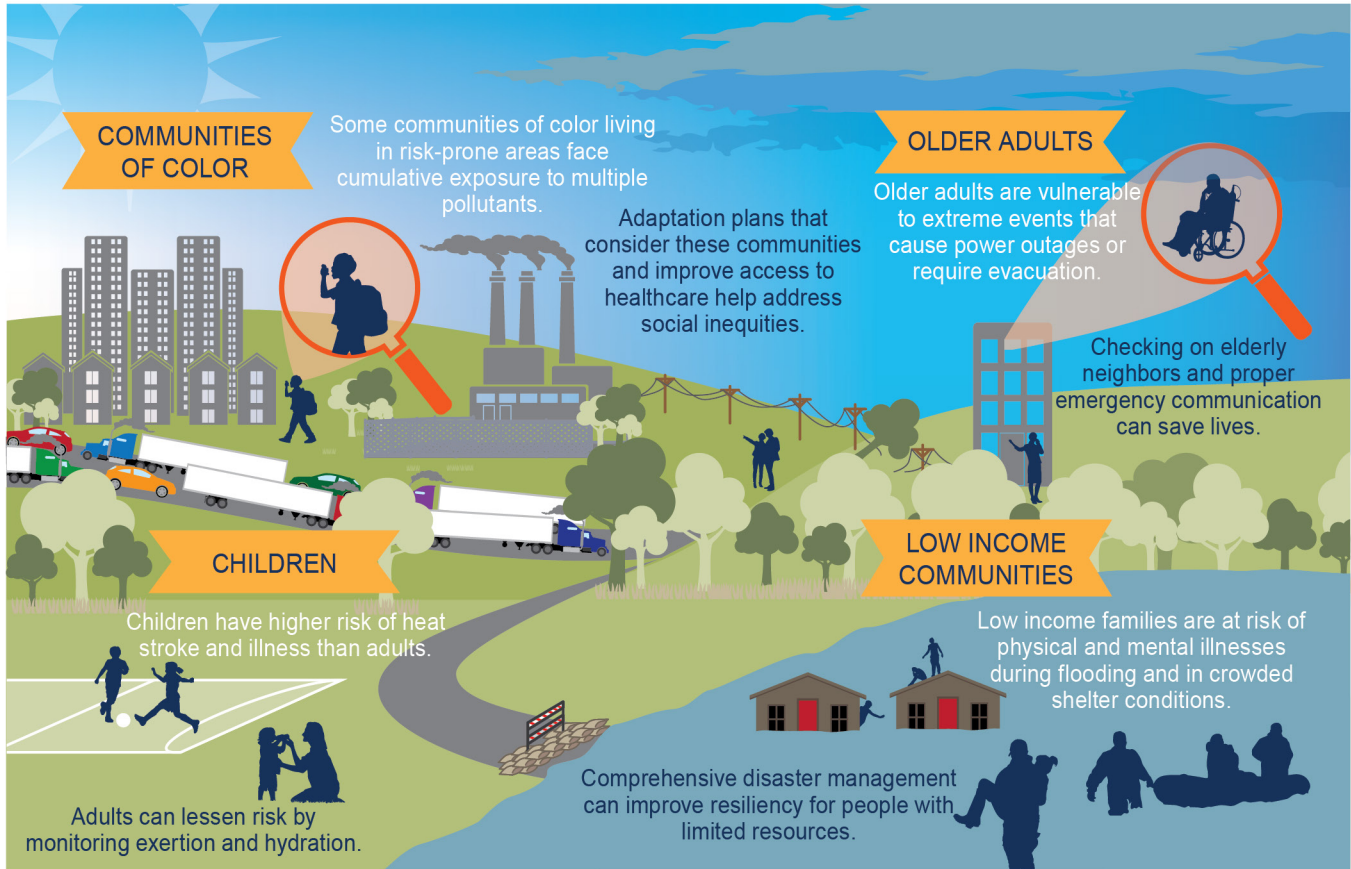 COMMUNITIES
OF COLOR
Some communities of color living
in risk-prone areas face
cumulative exposure to multiple
pollutants.
Adaptation plans that
consider these communities
and improve access to
healthcare help address
social inequities.
OLDER ADULTS
Older adults are vulnerable
to extreme events that
cause power outages or
require evacuation.
Checking on elderly
neighbors and proper
emergency communication
can save lives.
CHILDREN
Children have higher risk of heat
stroke and illness than adults.
Adults can lessen risk by
monitoring exertion and hydration.
LOW INCOME
COMMUNITIES
Low income families are at risk of
physical and mental illnesses
during flooding and in crowded
shelter conditions.
Comprehensive disaster management
can improve resiliency for people with
limited resources.